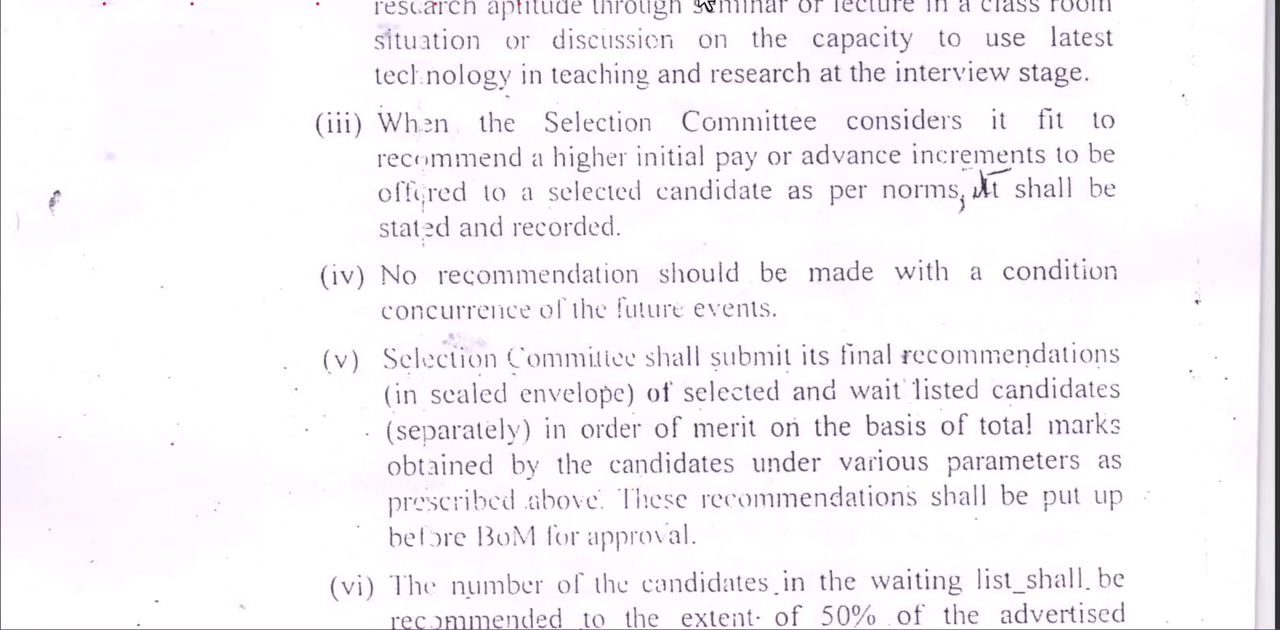 research aptitude through seminar or lecture in a class room
situation or discussion on the capacity to use latest
technology in teaching and research at the interview stage.
(iii) When the Selection Committee considers it fit to
recommend a higher initial pay or advance increments to be
offered to a selected candidate as per norms, it shall be
stated and recorded.
(iv) No recommendation should be made with a condition
concurrence of the future events.
(v) Selection Committee shall submit its final recommendations
(in sealed envelope) of selected and wait listed candidates
(separately) in order of merit on the basis of total marks
obtained by the candidates under various parameters as
prescribed above. These recommendations shall be put up
before BoM for approval.
(vi) The number of the candidates in the waiting list shall be
recommended to the extent of 50% of the advertised